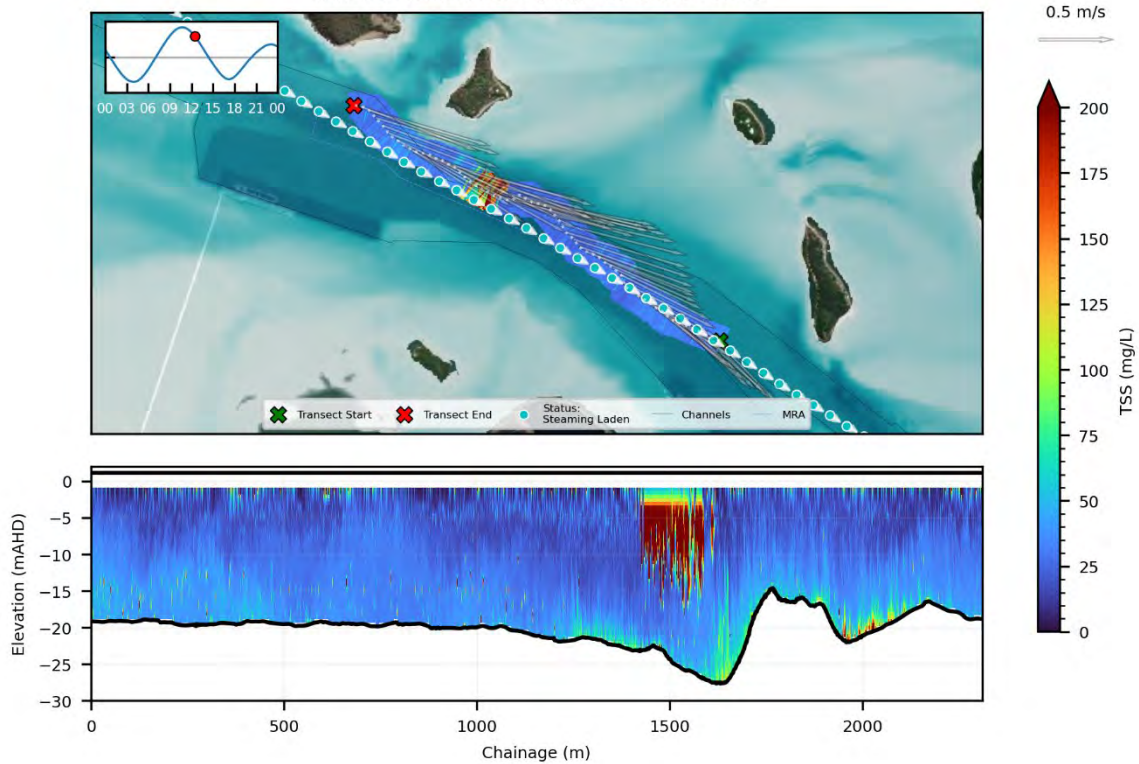 0.5 m/s
00 03 06 09 12 15 18 21 00
Transect Start
Transect End
Status:
Steaming Laden
Channels
MRA
200
175
150
125
100
75
50
25
0
TSS (mg/L)
0
−5
−10
−15
−20
−25
−30
Elevation (mAHD)
0 500 1000 1500 2000
Chainage (m)